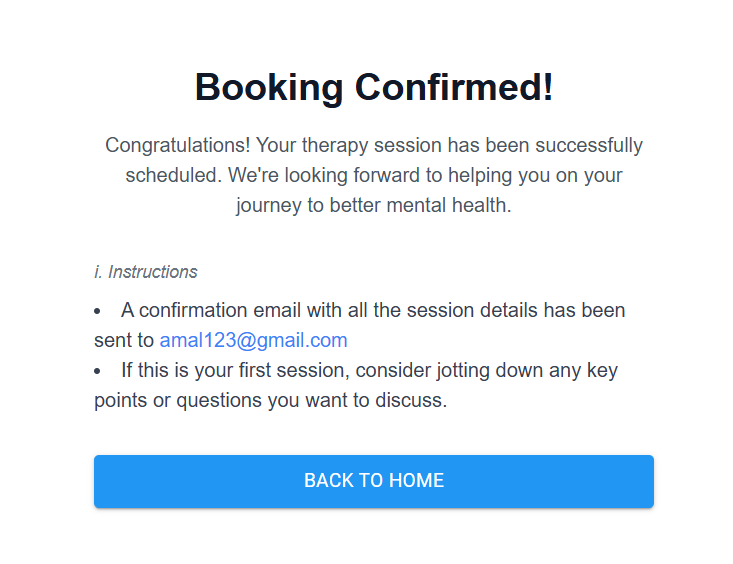 Booking Confirmed!
Congratulations! Your therapy session has been successfully
scheduled. We're looking forward to helping you on your
journey to better mental health.
i. Instructions
• A confirmation email with all the session details has been
sent to amal123@gmail.com
• If this is your first session, consider jotting down any key
points or questions you want to discuss.
BACK TO HOME